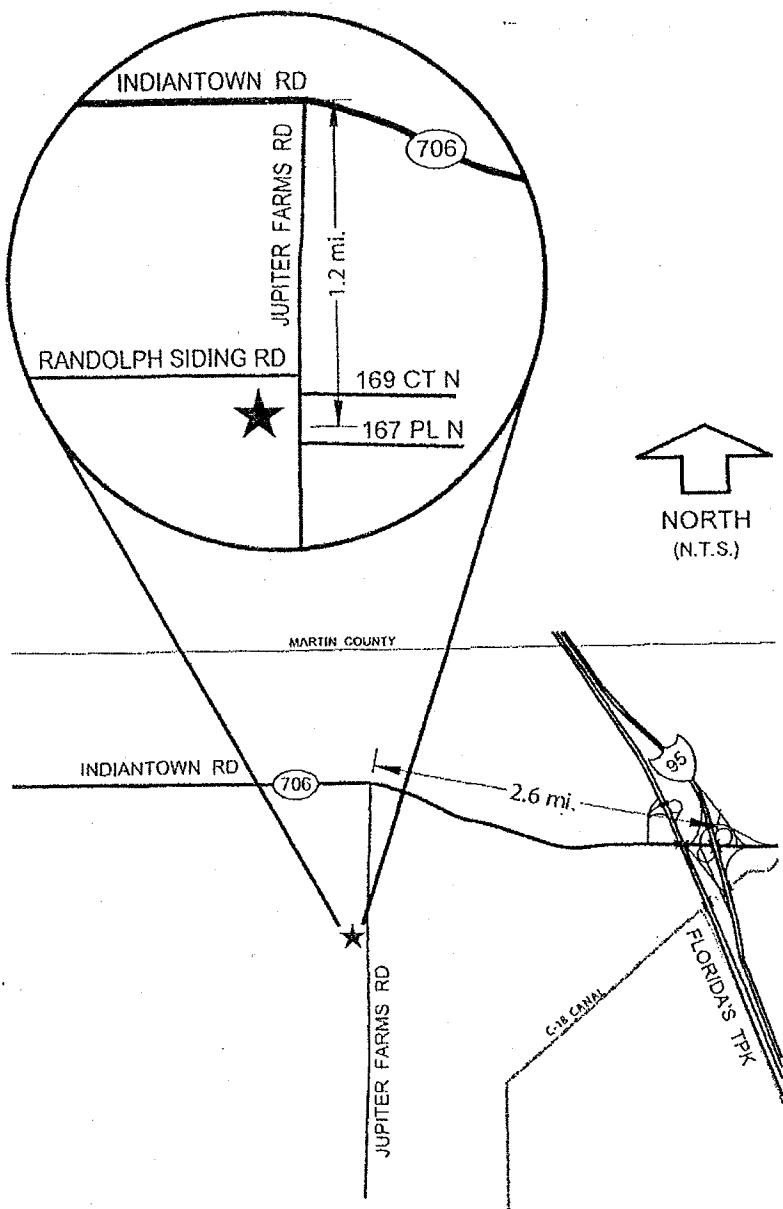 INDIANTOWN RD
706
JUPITER FARMS RD
1.2 mi.
RANDOLPH SIDING RD
169 CT N
167 PL N
NORTH
(N.T.S.)
MARTIN COUNTY
INDIANTOWN RD
706
2.6 mi.
95
FLORIDA'S TPK
C-18 CANAL
JUPITER FARMS RD